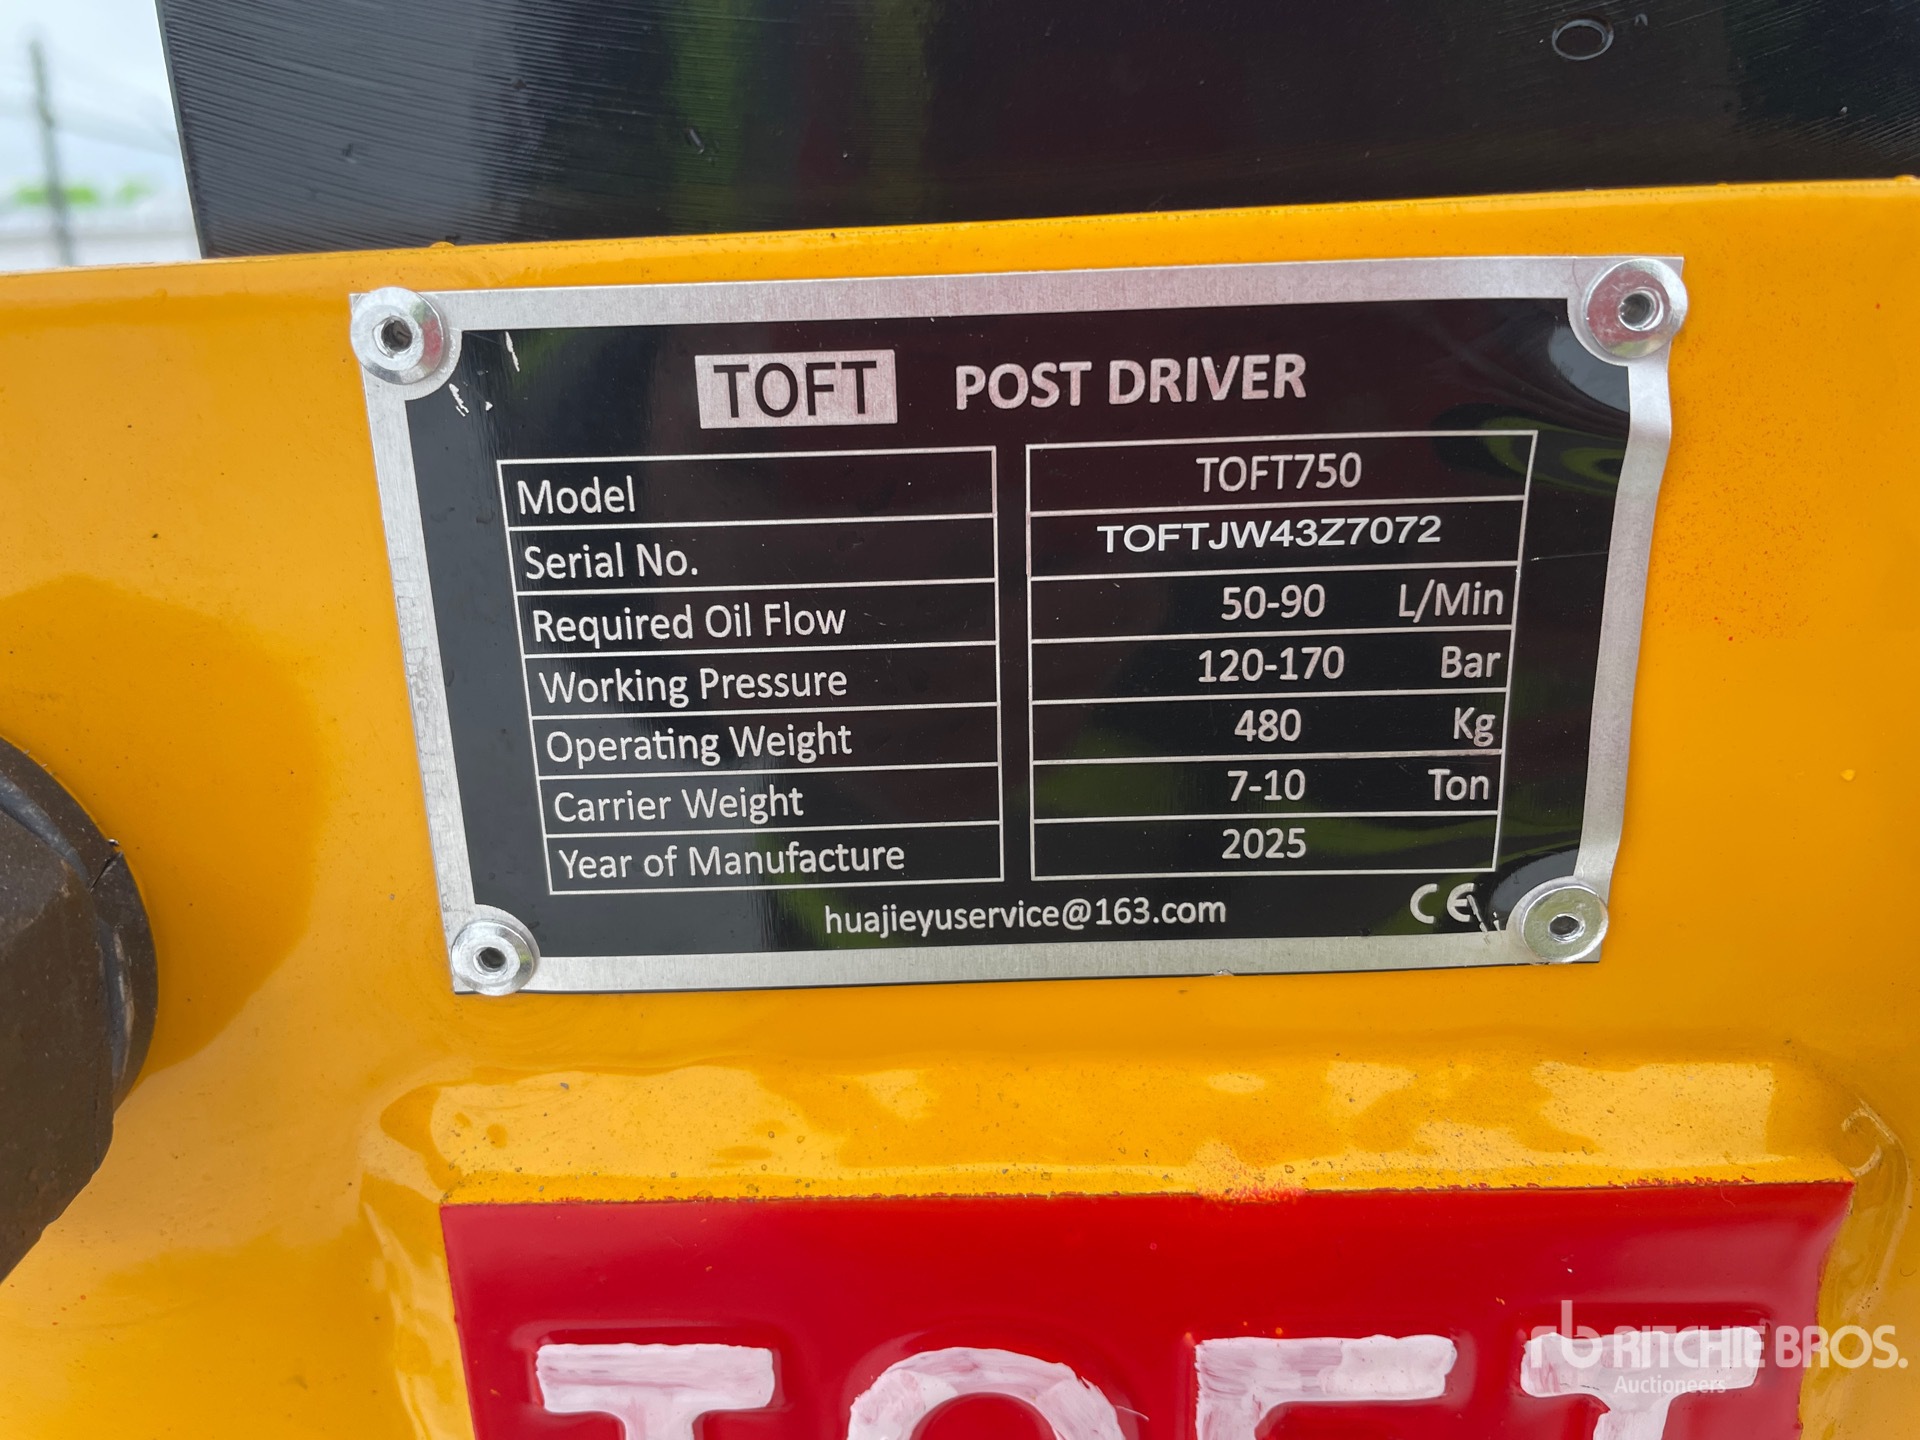 TOFT POST DRIVER
Model TOFT750
Serial No. TOFTJW43Z7072
Required Oil Flow 50-90 L/Min
Working Pressure 120-170 Bar
Operating Weight 480 Kg
Carrier Weight 7-10 Ton
Year of Manufacture 2025
huajieyuservice@163.com CE
TOFT
rb RITCHIE BROS.
Auctioneers